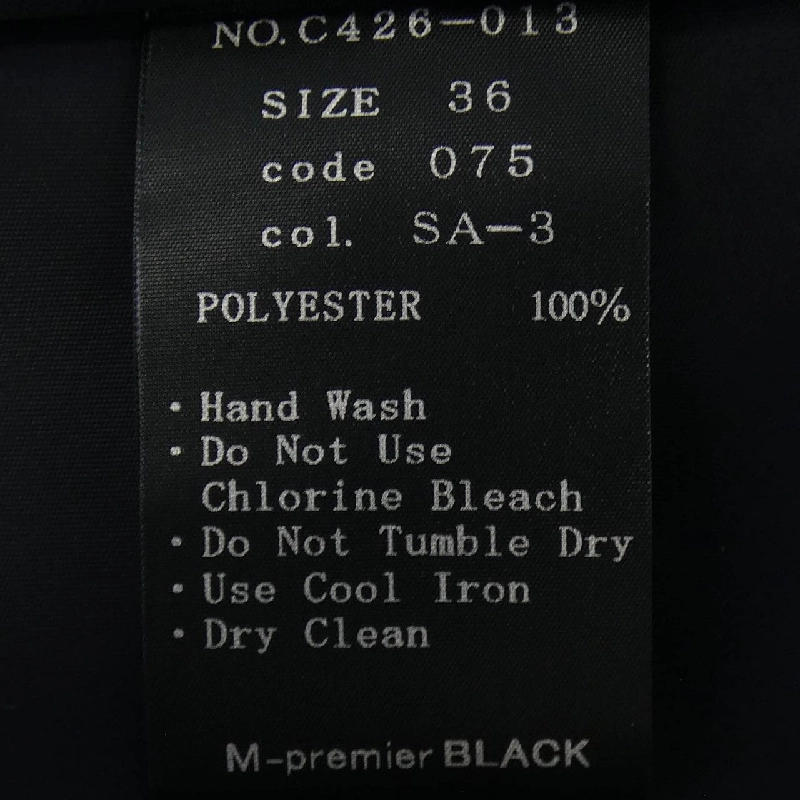 NO. C426-013
SIZE 36
code 075
col. SA-3
POLYESTER 100%
・Hand Wash
・Do Not Use
Chlorine Bleach
・Do Not Tumble Dry
・Use Cool Iron
・Dry Clean
M-premier BLACK